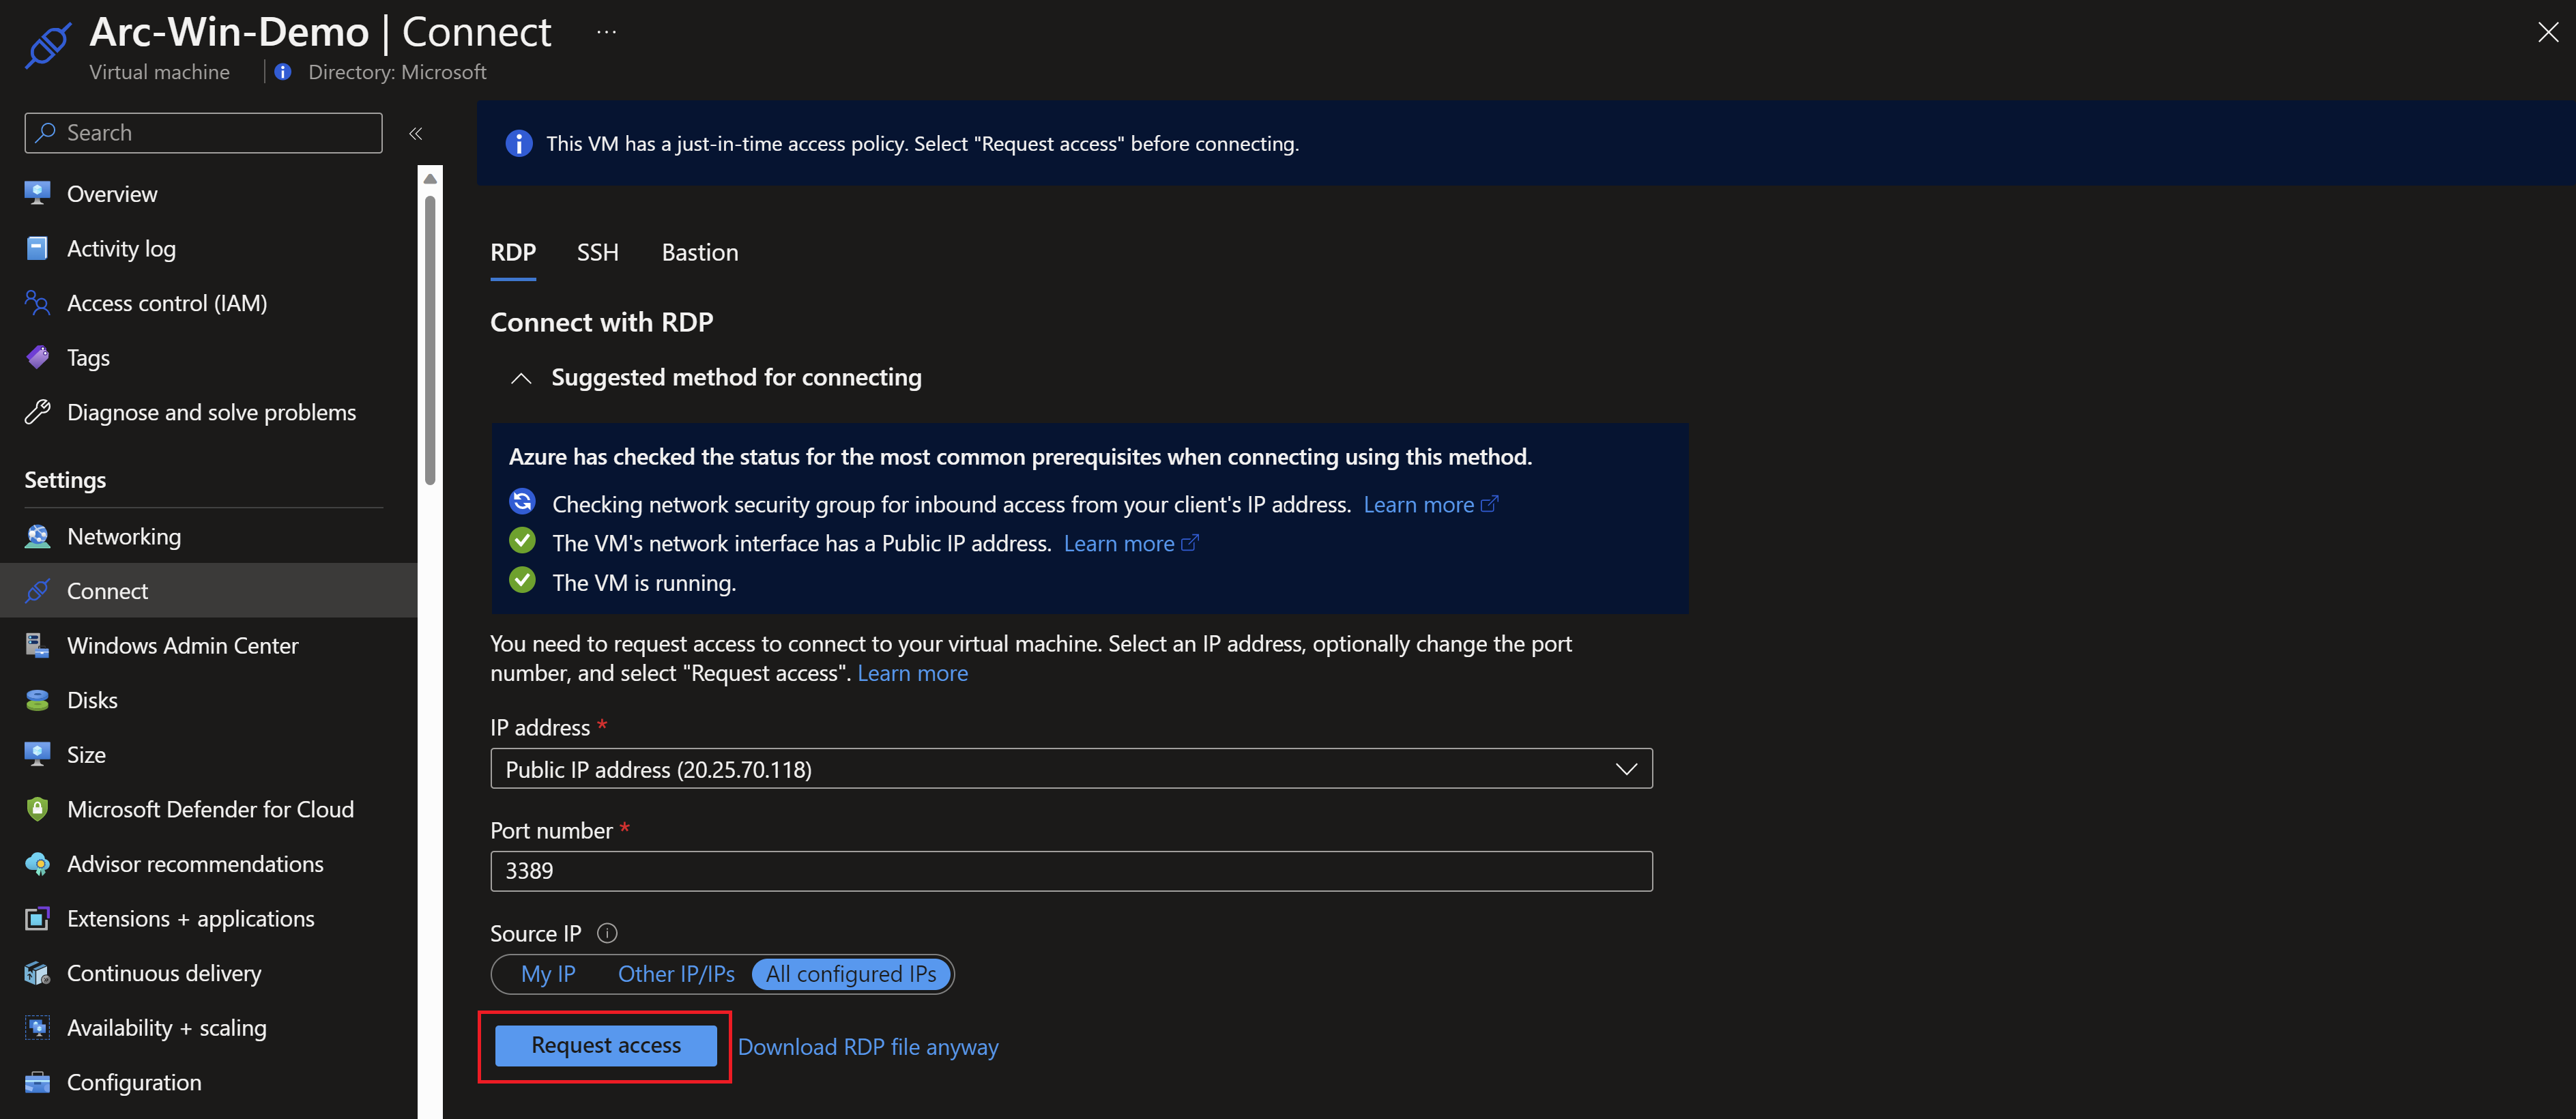 Arc-Win-Demo | Connect ...
Virtual machine | Directory: Microsoft
Search
Overview
Activity log
Access control (IAM)
Tags
Diagnose and solve problems
Settings
Networking
Connect
Windows Admin Center
Disks
Size
Microsoft Defender for Cloud
Advisor recommendations
Extensions + applications
Continuous delivery
Availability + scaling
Configuration
This VM has a just-in-time access policy. Select "Request access" before connecting.
RDP SSH Bastion
Connect with RDP
Suggested method for connecting
Azure has checked the status for the most common prerequisites when connecting using this method.
Checking network security group for inbound access from your client's IP address. Learn more
The VM's network interface has a Public IP address. Learn more
The VM is running.
You need to request access to connect to your virtual machine. Select an IP address, optionally change the port
number, and select "Request access". Learn more
IP address *
Public IP address (20.25.70.118)
Port number *
3389
Source IP
My IP Other IP/IPs All configured IPs
Request access Download RDP file anyway